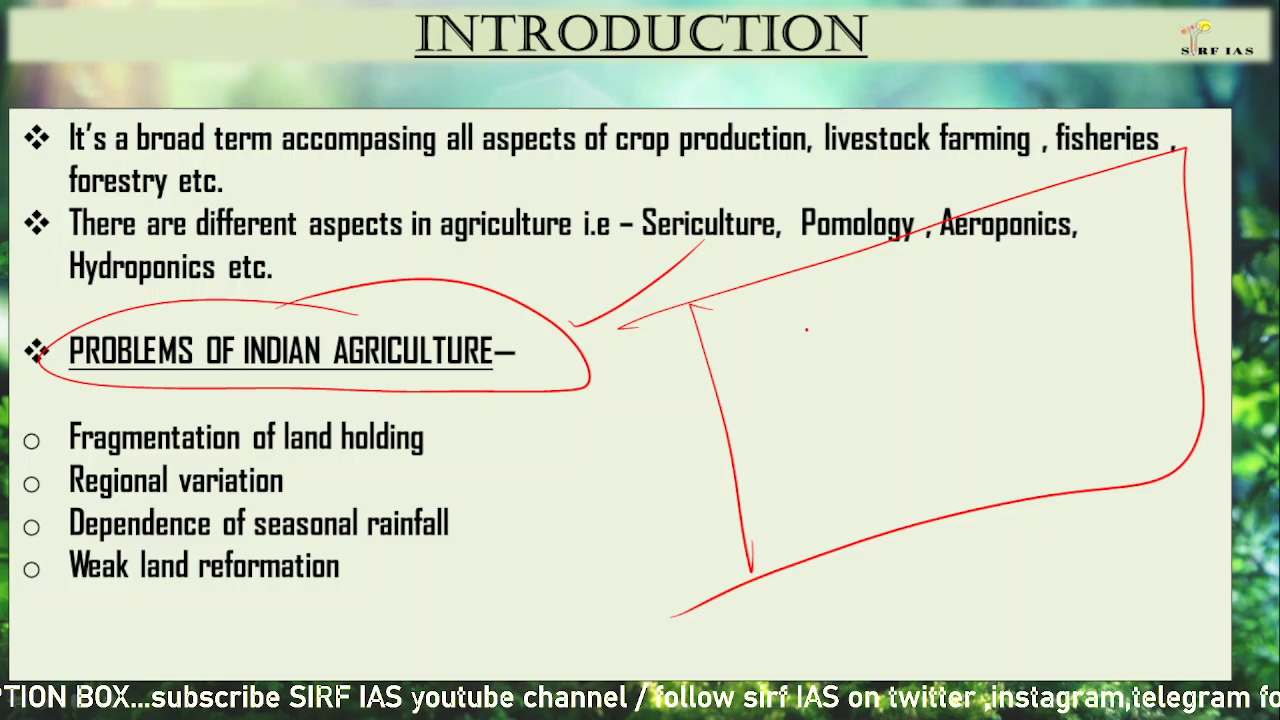 INTRODUCTION
SIRF IAS
It's a broad term accompasing all aspects of crop production, livestock farming , fisheries ,
forestry etc.
There are different aspects in agriculture i.e – Sericulture, Pomology , Aeroponics,
Hydroponics etc.
PROBLEMS OF INDIAN AGRICULTURE–
Fragmentation of land holding
Regional variation
Dependence of seasonal rainfall
Weak land reformation
PTION BOX...subscribe SIRF IAS youtube channel / follow sirf IAS on twitter ,instagram,telegram fo